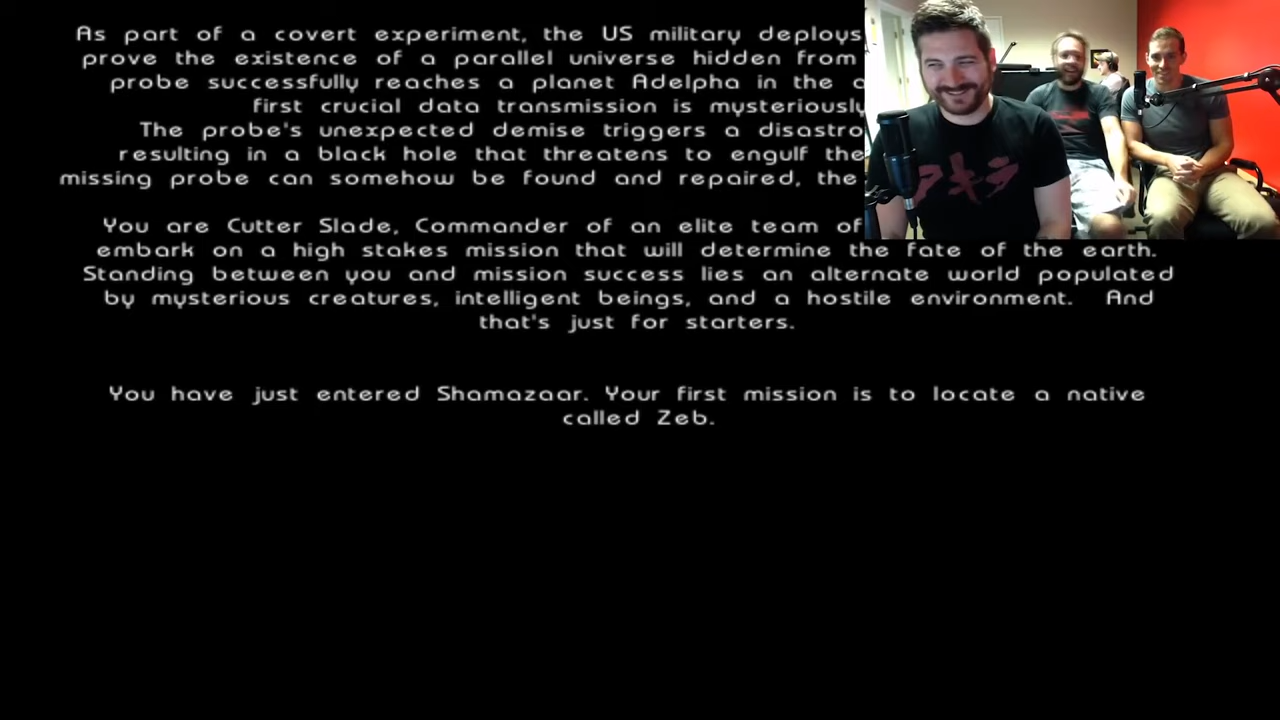 As part of a covert experiment, the US military deploys
prove the existence of a parallel universe hidden from
probe successfully reaches a planet Adelpha in the
first crucial data transmission is mysteriously
The probe's unexpected demise triggers a
resulting in a black hole that threatens to engulf the
missing probe can somehow be found and repaired, the
You are Cutter Slade, Commander of an elite team of
embark on a high stakes mission that will determine the fate of the earth.
Standing between you and mission success lies an alternate world populated
by mysterious creatures, intelligent beings, and a hostile environment. And
that's just for starters.
You have just entered Shamazaar. Your first mission is to locate a native
called Zeb.
アキラ